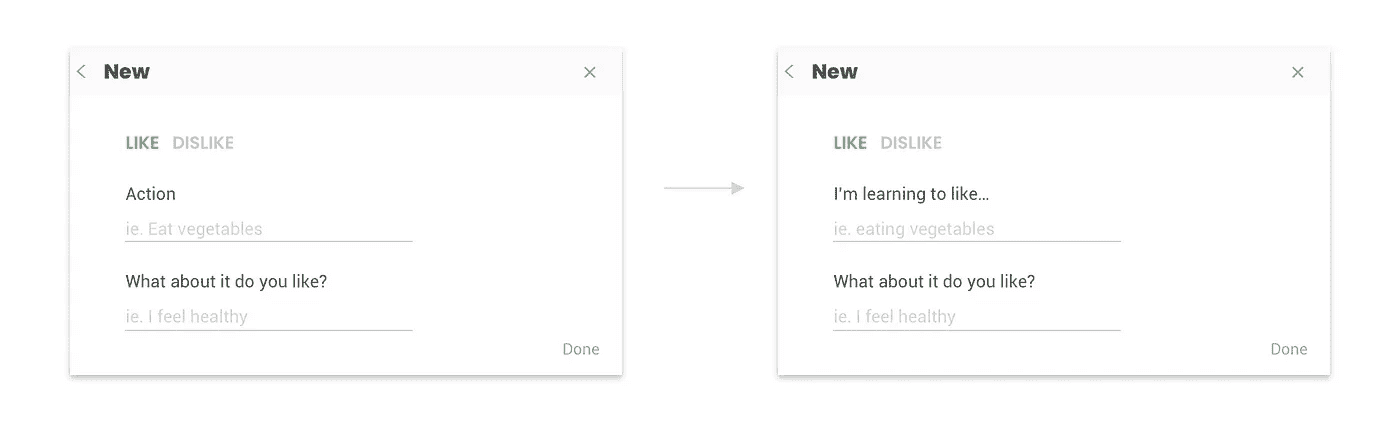 New
LIKE DISLIKE
Action
ie. Eat vegetables
What about it do you like?
ie. I feel healthy
Done
New
LIKE DISLIKE
I'm learning to like…
ie. eating vegetables
What about it do you like?
ie. I feel healthy
Done